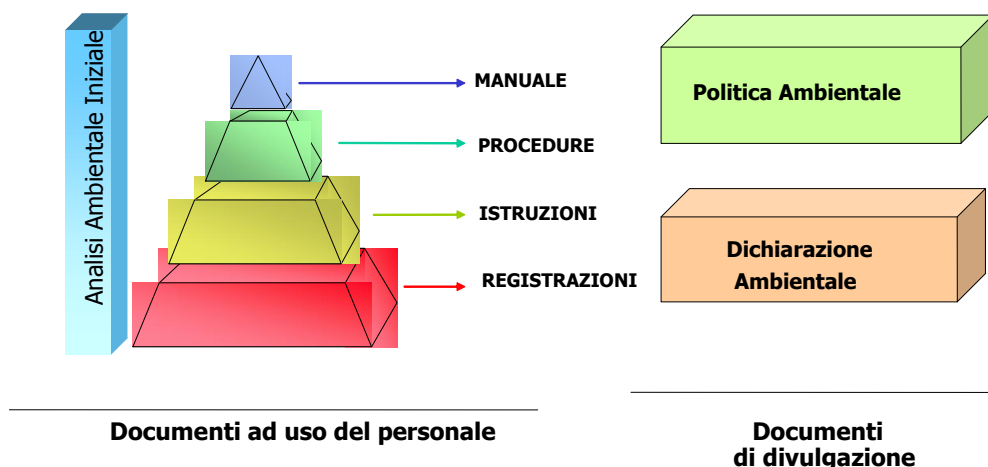 Analisi Ambientale Iniziale
MANUALE
PROCEDURE
ISTRUZIONI
REGISTRAZIONI
Politica Ambientale
Dichiarazione
Ambientale
Documenti ad uso del personale
Documenti
di divulgazione